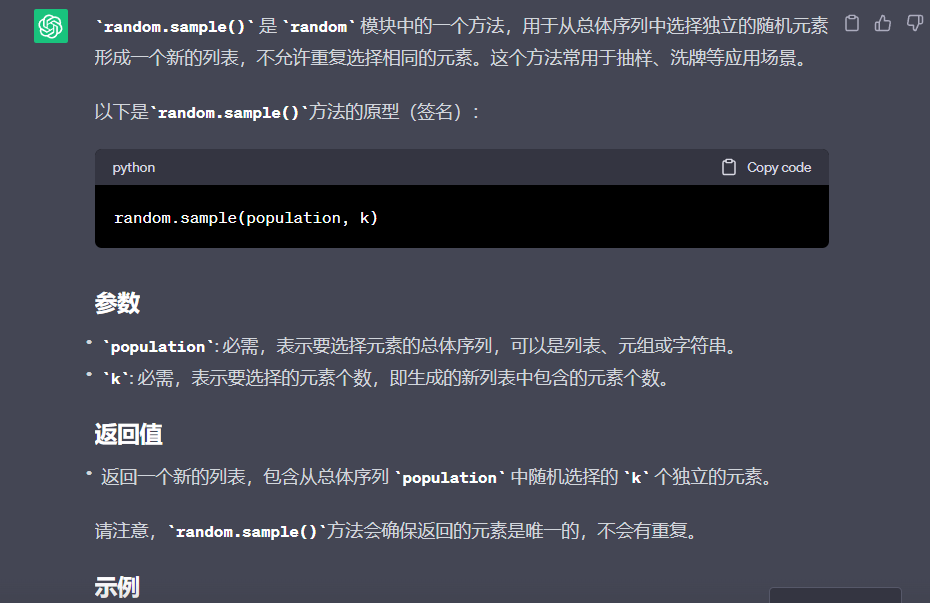 `random.sample()` 是 `random` 模块中的一个方法，用于从总体序列中选择独立的随机元素
形成一个新的列表，不允许重复选择相同的元素。这个方法常用于抽样、洗牌等应用场景。
以下是`random.sample()`方法的原型（签名）：
python
Copy code
random.sample(population, k)
参数
• `population`: 必需，表示要选择元素的总体序列，可以是列表、元组或字符串。
• `k`: 必需，表示要选择的元素个数，即生成的新列表中包含的元素个数。
返回值
• 返回一个新的列表，包含从总体序列 `population` 中随机选择的 `k` 个独立的元素。
请注意，`random.sample()`方法会确保返回的元素是唯一的，不会有重复。
示例